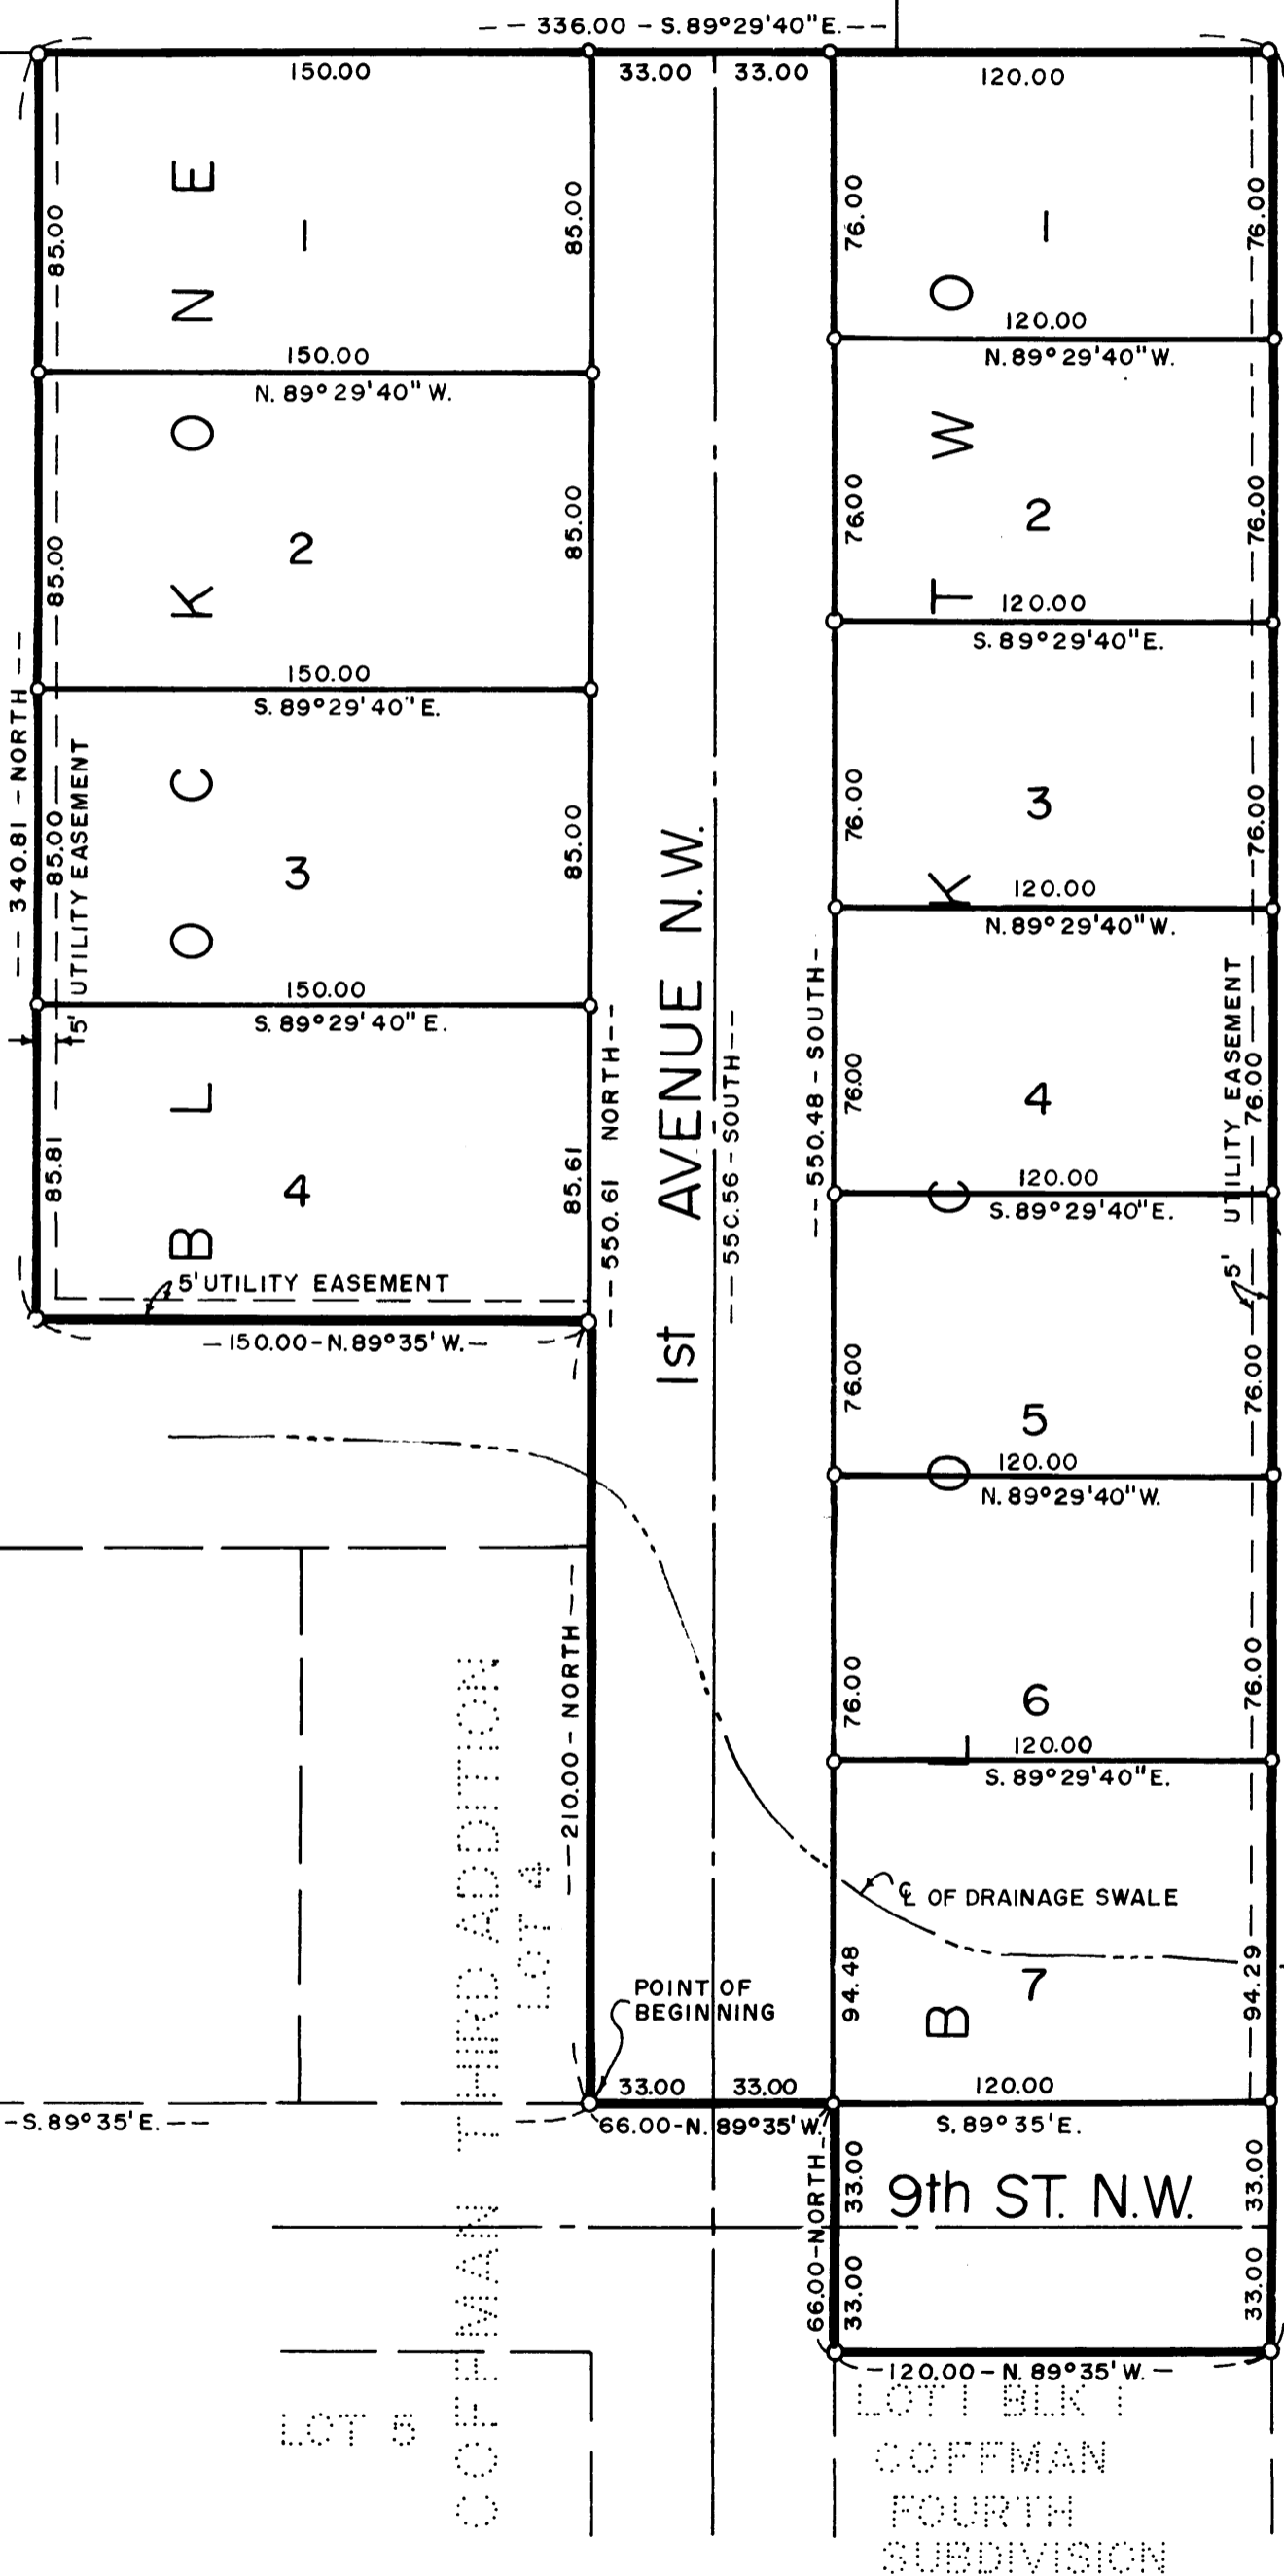 336.00 - S.89°29'40"E.
150.00
33.00
33.00
120.00
BLOCK ONE
85.00
1
85.00
150.00
N. 89°29'40" W.
85.00
2
85.00
150.00
S. 89°29'40"E.
340.81 - NORTH
85.00
5' UTILITY EASEMENT
3
85.00
150.00
S. 89°29'40" E.
85.81
4
85.61
5' UTILITY EASEMENT
150.00 - N.89°35' W.
550.61 NORTH
1st AVENUE N.W.
550.56 - SOUTH
550.48 - SOUTH
BLOCK TWO
76.00
1
76.00
120.00
N. 89°29'40" W.
76.00
2
76.00
120.00
S. 89°29'40"E.
76.00
3
76.00
120.00
N. 89°29'40" W.
76.00
4
76.00
5' UTILITY EASEMENT
120.00
S. 89°29'40"E.
76.00
5
76.00
120.00
N. 89°29'40"W.
76.00
6
76.00
120.00
S. 89°29'40"E.
℄ OF DRAINAGE SWALE
94.48
7
94.29
120.00
S. 89°35'E.
210.00 - NORTH
COFFMAN THIRD ADDITION
LOT 4
POINT OF
BEGINNING
33.00
33.00
66.00 - N. 89°35' W.
S.89°35'E.
66.00 - NORTH
33.00
33.00
9th ST. N.W.
33.00
33.00
120.00 - N. 89°35' W.
LOT 5
LOT 1 BLK 1
COFFMAN
FOURTH
SUBDIVISION